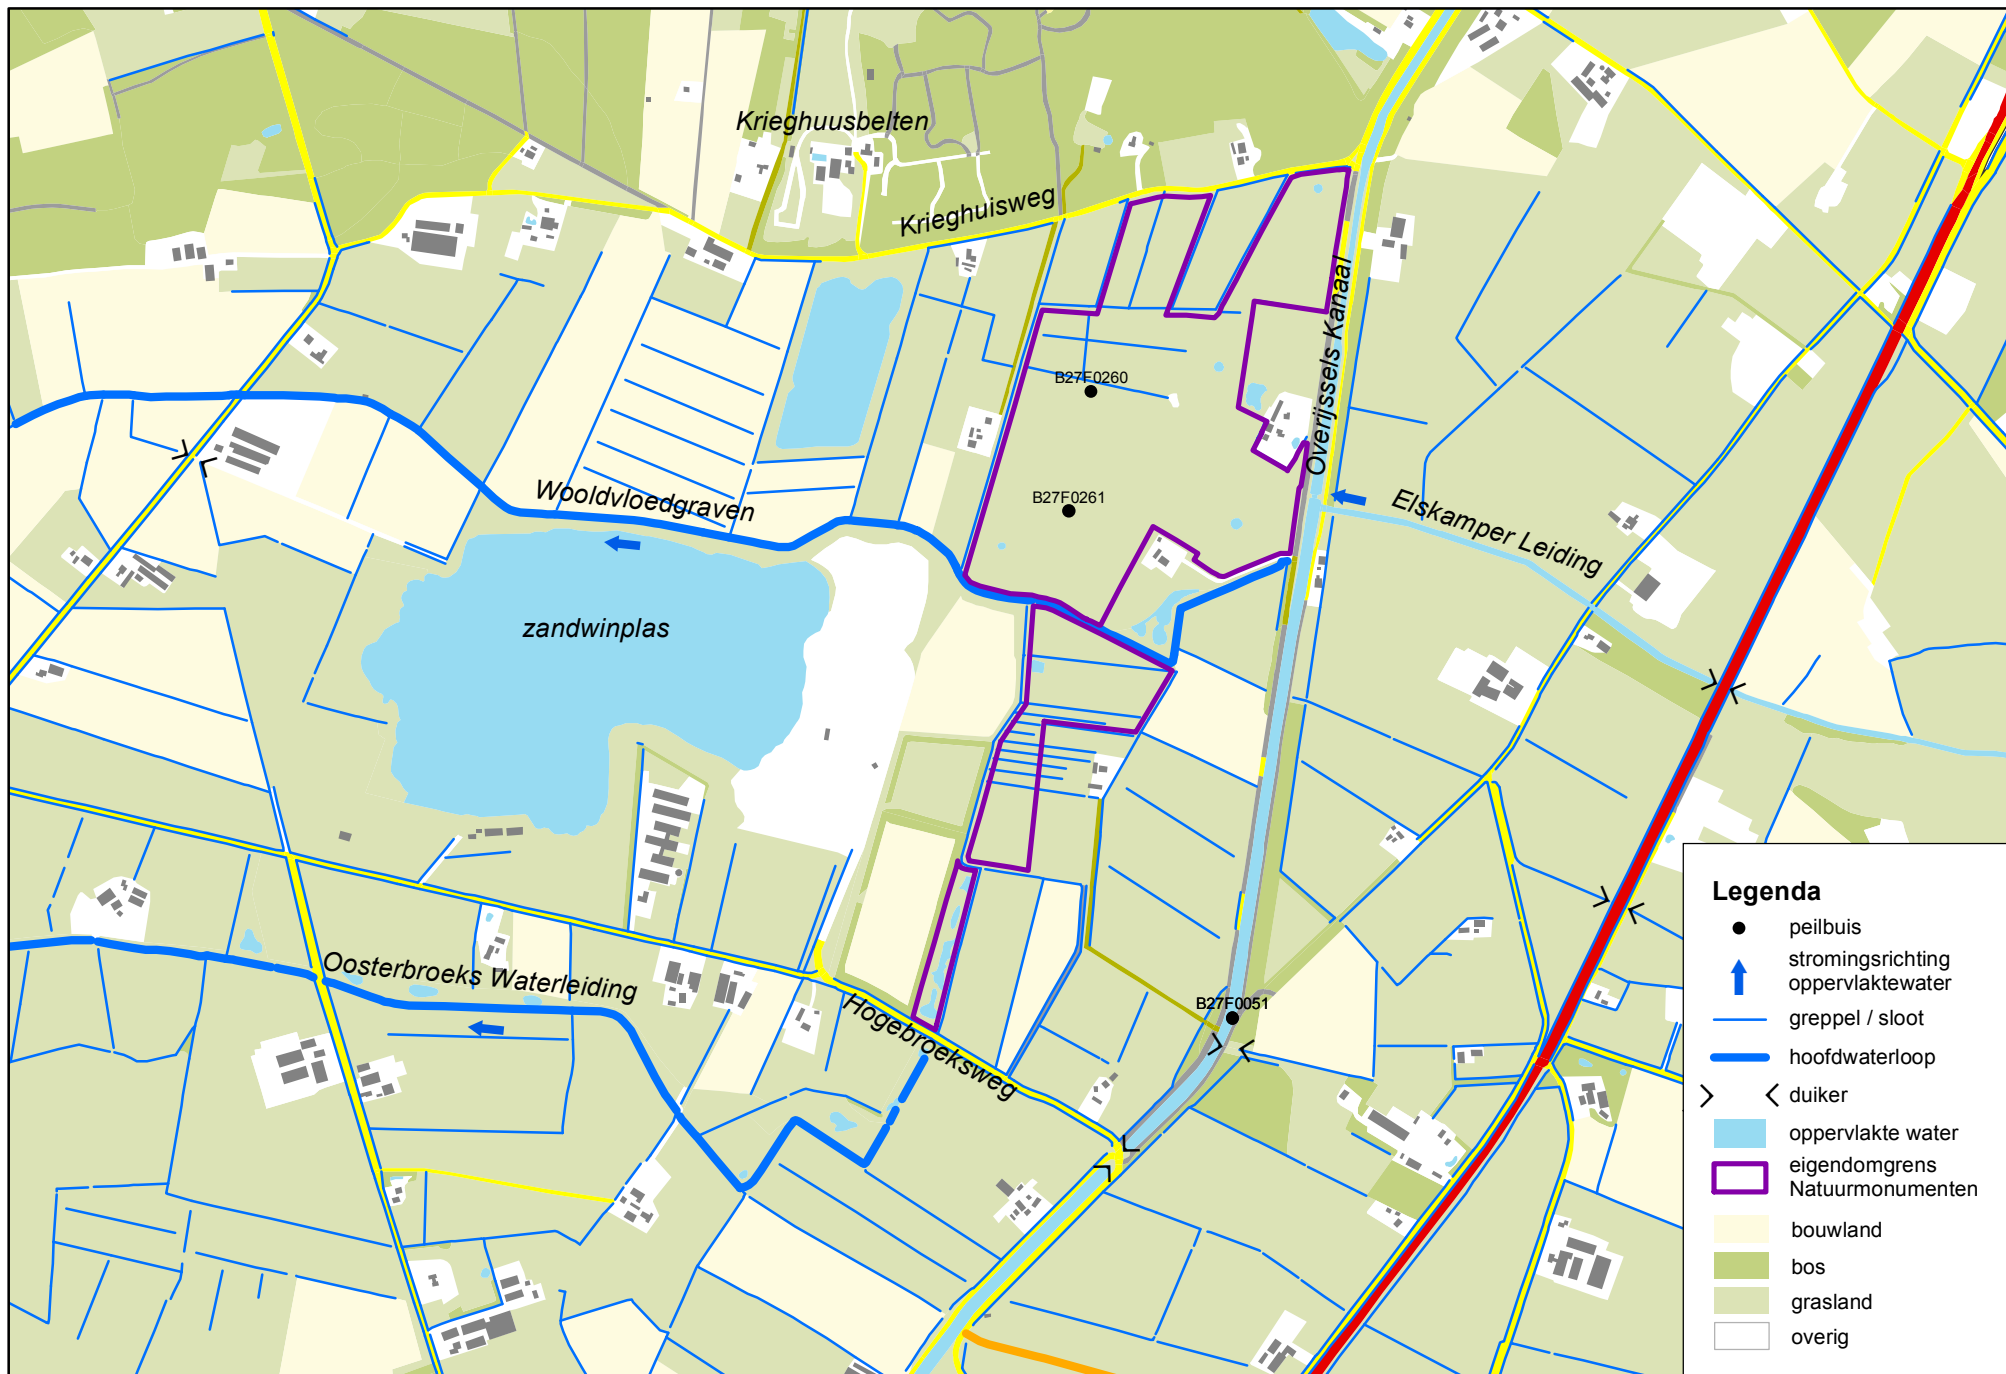 Krieghuusbelten
Krieghuisweg
Overijssels Kanaal
B27F0260
B27F0261
Wooldvloedgraven
Elskamper Leiding
zandwinplas
Oosterbroeks Waterleiding
Hogebroeksweg
B27F0051
Legenda
peilbuis
stromingsrichting
oppervlaktewater
greppel / sloot
hoofdwaterloop
duiker
oppervlakte water
eigendomgrens
Natuurmonumenten
bouwland
bos
grasland
overig